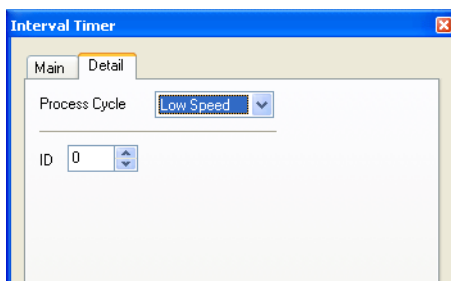 Interval Timer
Main Detail
Process Cycle Low Speed
ID 0